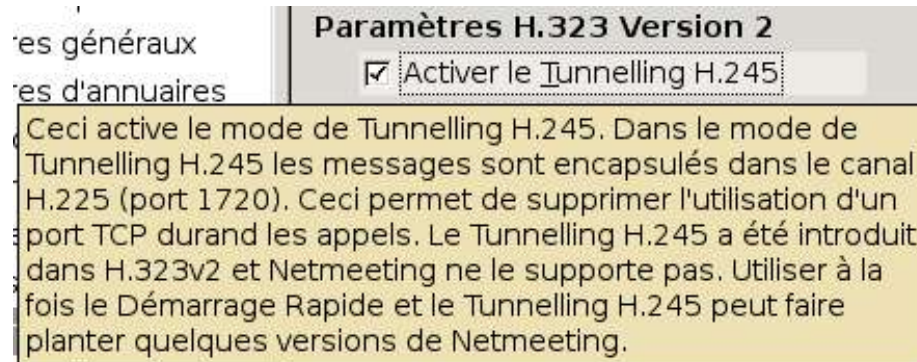 res généraux
res d'annuaires
Paramètres H.323 Version 2
Activer le Tunnelling H.245
Ceci active le mode de Tunnelling H.245. Dans le mode de
Tunnelling H.245 les messages sont encapsulés dans le canal
H.225 (port 1720). Ceci permet de supprimer l'utilisation d'un
port TCP durand les appels. Le Tunnelling H.245 a été introduit
dans H.323v2 et Netmeeting ne le supporte pas. Utiliser à la
fois le Démarrage Rapide et le Tunnelling H.245 peut faire
planter quelques versions de Netmeeting.